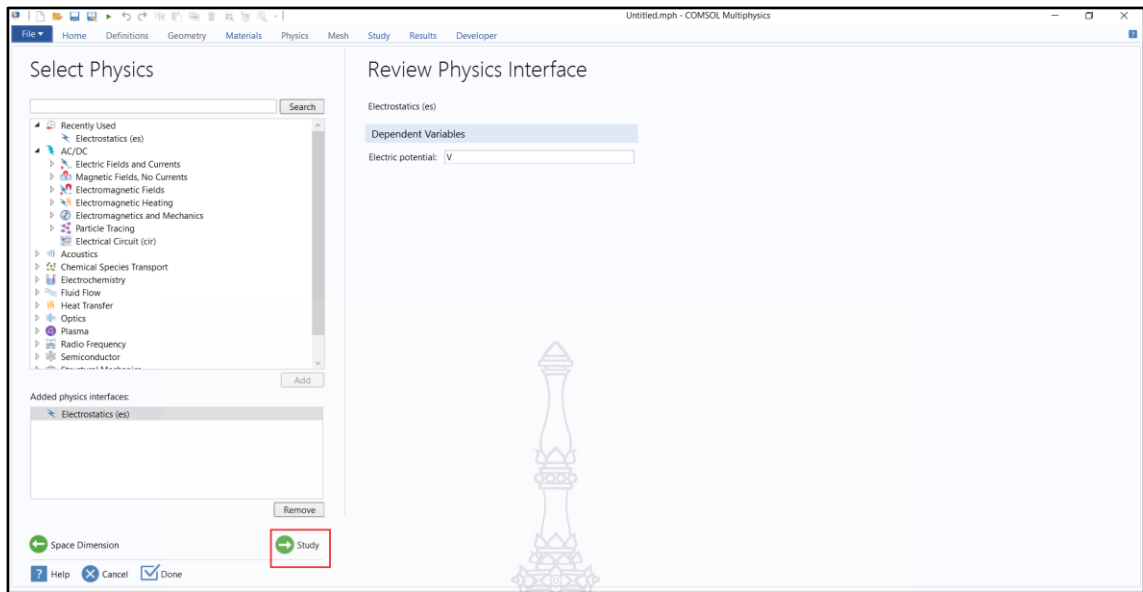 Untitled.mph - COMSOL Multiphysics
File Home Definitions Geometry Materials Physics Mesh Study Results Developer
Select Physics
Search
Recently Used
Electrostatics (es)
AC/DC
Electric Fields and Currents
Magnetic Fields, No Currents
Electromagnetic Fields
Electromagnetic Heating
Electromagnetics and Mechanics
Particle Tracing
Electrical Circuit (cir)
Acoustics
Chemical Species Transport
Electrochemistry
Fluid Flow
Heat Transfer
Optics
Plasma
Radio Frequency
Semiconductor
Add
Added physics interfaces:
Electrostatics (es)
Remove
Space Dimension
Study
Help Cancel Done
Review Physics Interface
Electrostatics (es)
Dependent Variables
Electric potential: V